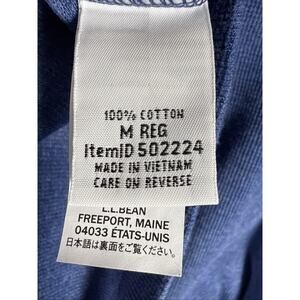 100% COTTON
M REG
ItemID 502224
MADE IN VIETNAM
CARE ON REVERSE
L.L.BEAN
FREEPORT, MAINE
04033 ÉTATS-UNIS
日本語は裏面をご覧ください。